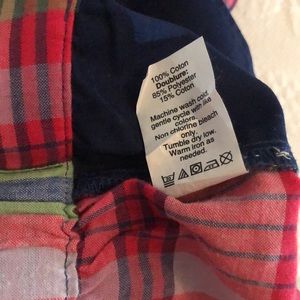 100% Coton
Doublure:
85% Polyester
15% Coton
Machine wash cold,
gentle cycle with like
colors.
Non chlorine bleach
only.
Tumble dry low.
Warm iron as
needed.